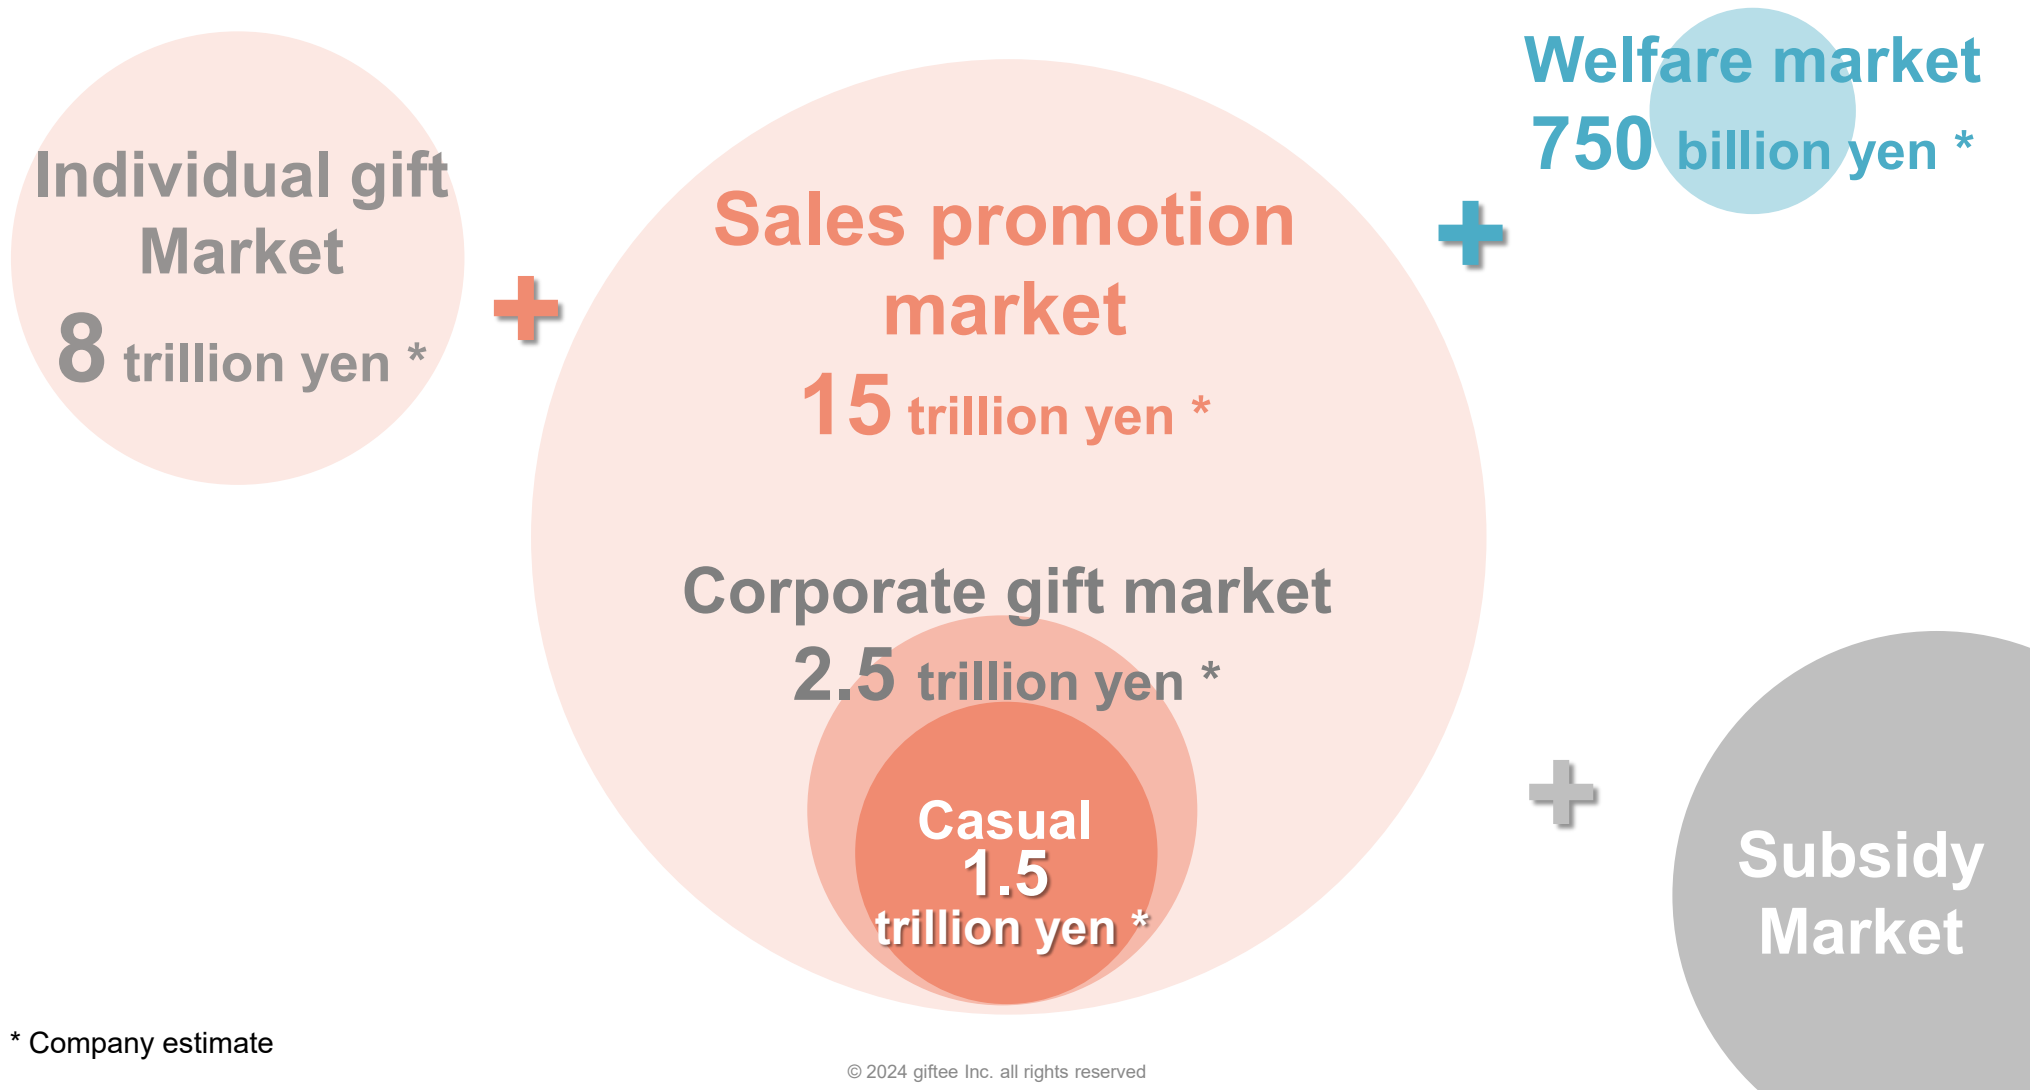 Individual gift
Market
8 trillion yen *
+
Sales promotion
market
15 trillion yen *
Corporate gift market
2.5 trillion yen *
Casual
1.5
trillion yen *
+
Welfare market
750 billion yen *
+
Subsidy
Market
* Company estimate
© 2024 giftee Inc. all rights reserved